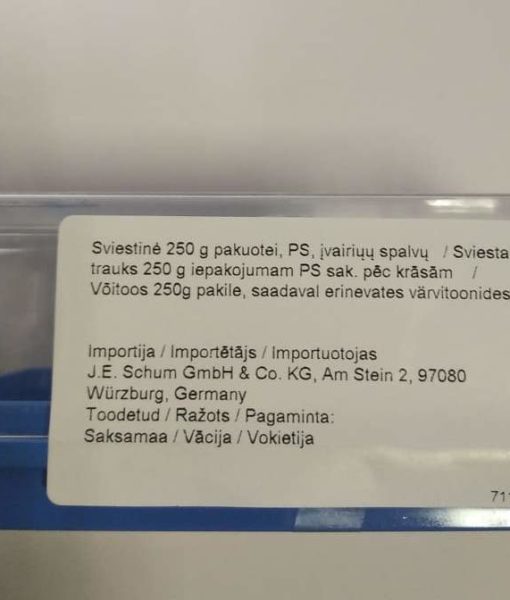 Sviestinė 250 g pakuotei, PS, įvairiųų spalvų / Sviesta
trauks 250 g iepakojumam PS sak. pēc krāsām /
Võitoos 250g pakile, saadaval erinevates värvitoonides
Importija / Importētājs / Importuotojas
J.E. Schum GmbH & Co. KG, Am Stein 2, 97080
Würzburg, Germany
Toodetud / Ražots / Pagaminta:
Saksamaa / Vācija / Vokietija